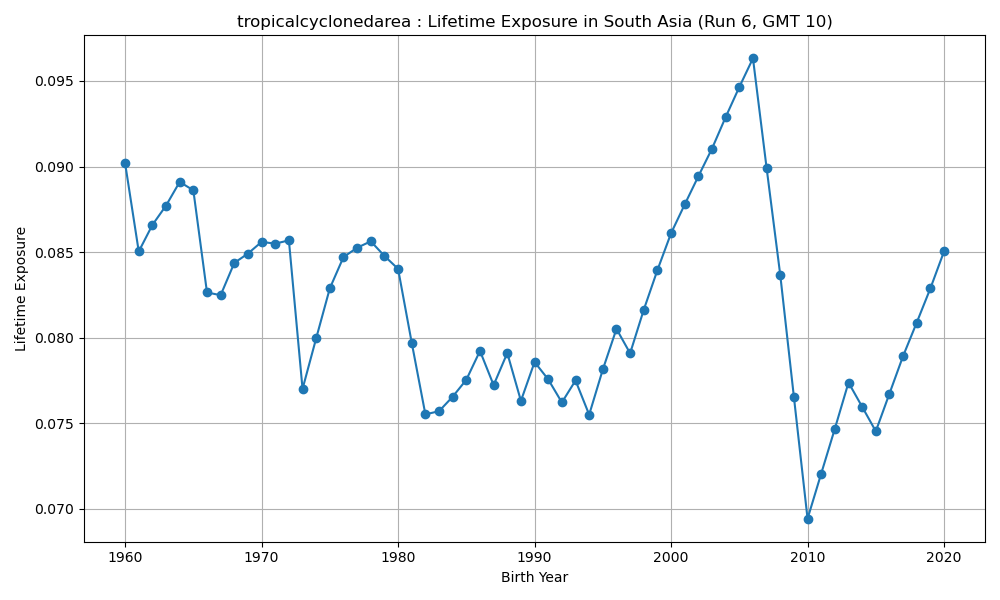 tropicalcyclonedarea : Lifetime Exposure in South Asia (Run 6, GMT 10)
0.095
0.090
0.085
0.080
0.075
0.070
Lifetime Exposure
1960 1970 1980 1990 2000 2010 2020
Birth Year